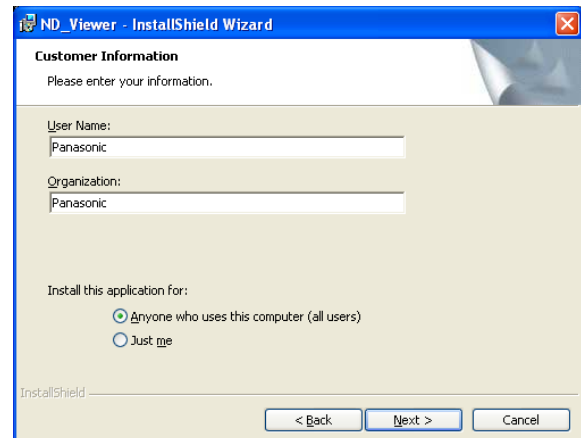 ND_Viewer - InstallShield Wizard
Customer Information
Please enter your information.
User Name:
Panasonic
Organization:
Panasonic
Install this application for:
Anyone who uses this computer (all users)
Just me
InstallShield
< Back Next > Cancel